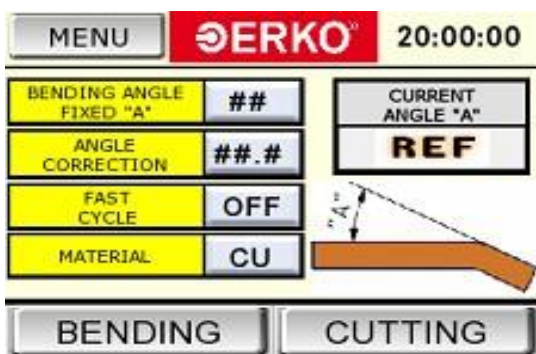 MENU
ERKO
20:00:00
BENDING ANGLE
FIXED "A"
##
ANGLE
CORRECTION
##.#
FAST
CYCLE
OFF
MATERIAL
CU
CURRENT
ANGLE "A"
REF
"A"
BENDING
CUTTING